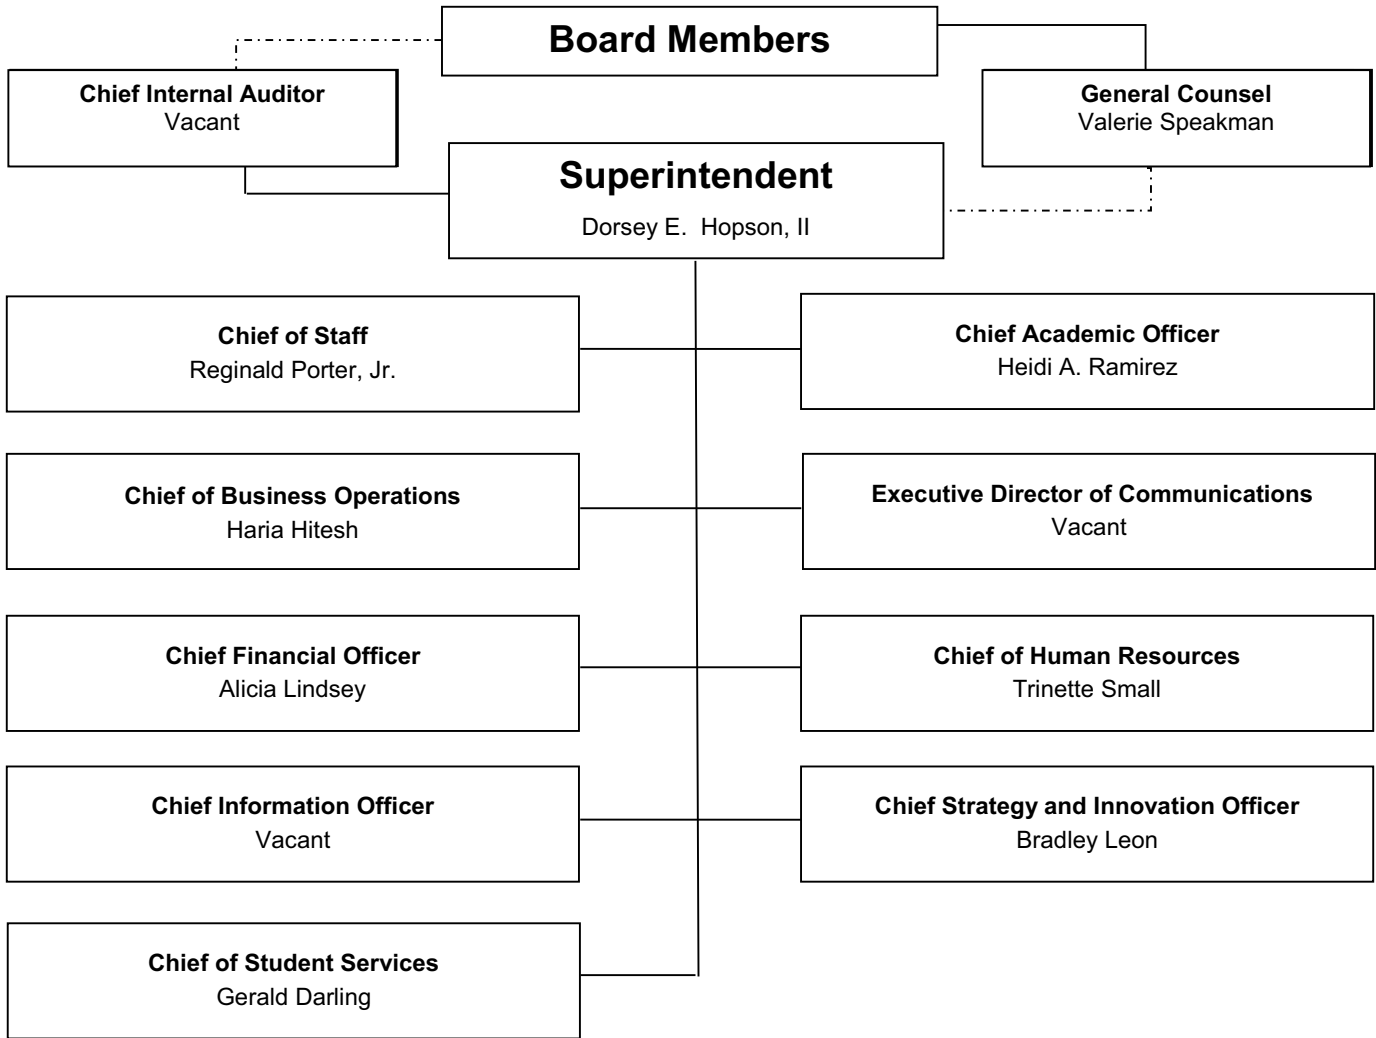 Board Members
Chief Internal Auditor
Vacant
General Counsel
Valerie Speakman
Superintendent
Dorsey E. Hopson, II
Chief of Staff
Reginald Porter, Jr.
Chief Academic Officer
Heidi A. Ramirez
Chief of Business Operations
Haria Hitesh
Executive Director of Communications
Vacant
Chief Financial Officer
Alicia Lindsey
Chief of Human Resources
Trinette Small
Chief Information Officer
Vacant
Chief Strategy and Innovation Officer
Bradley Leon
Chief of Student Services
Gerald Darling